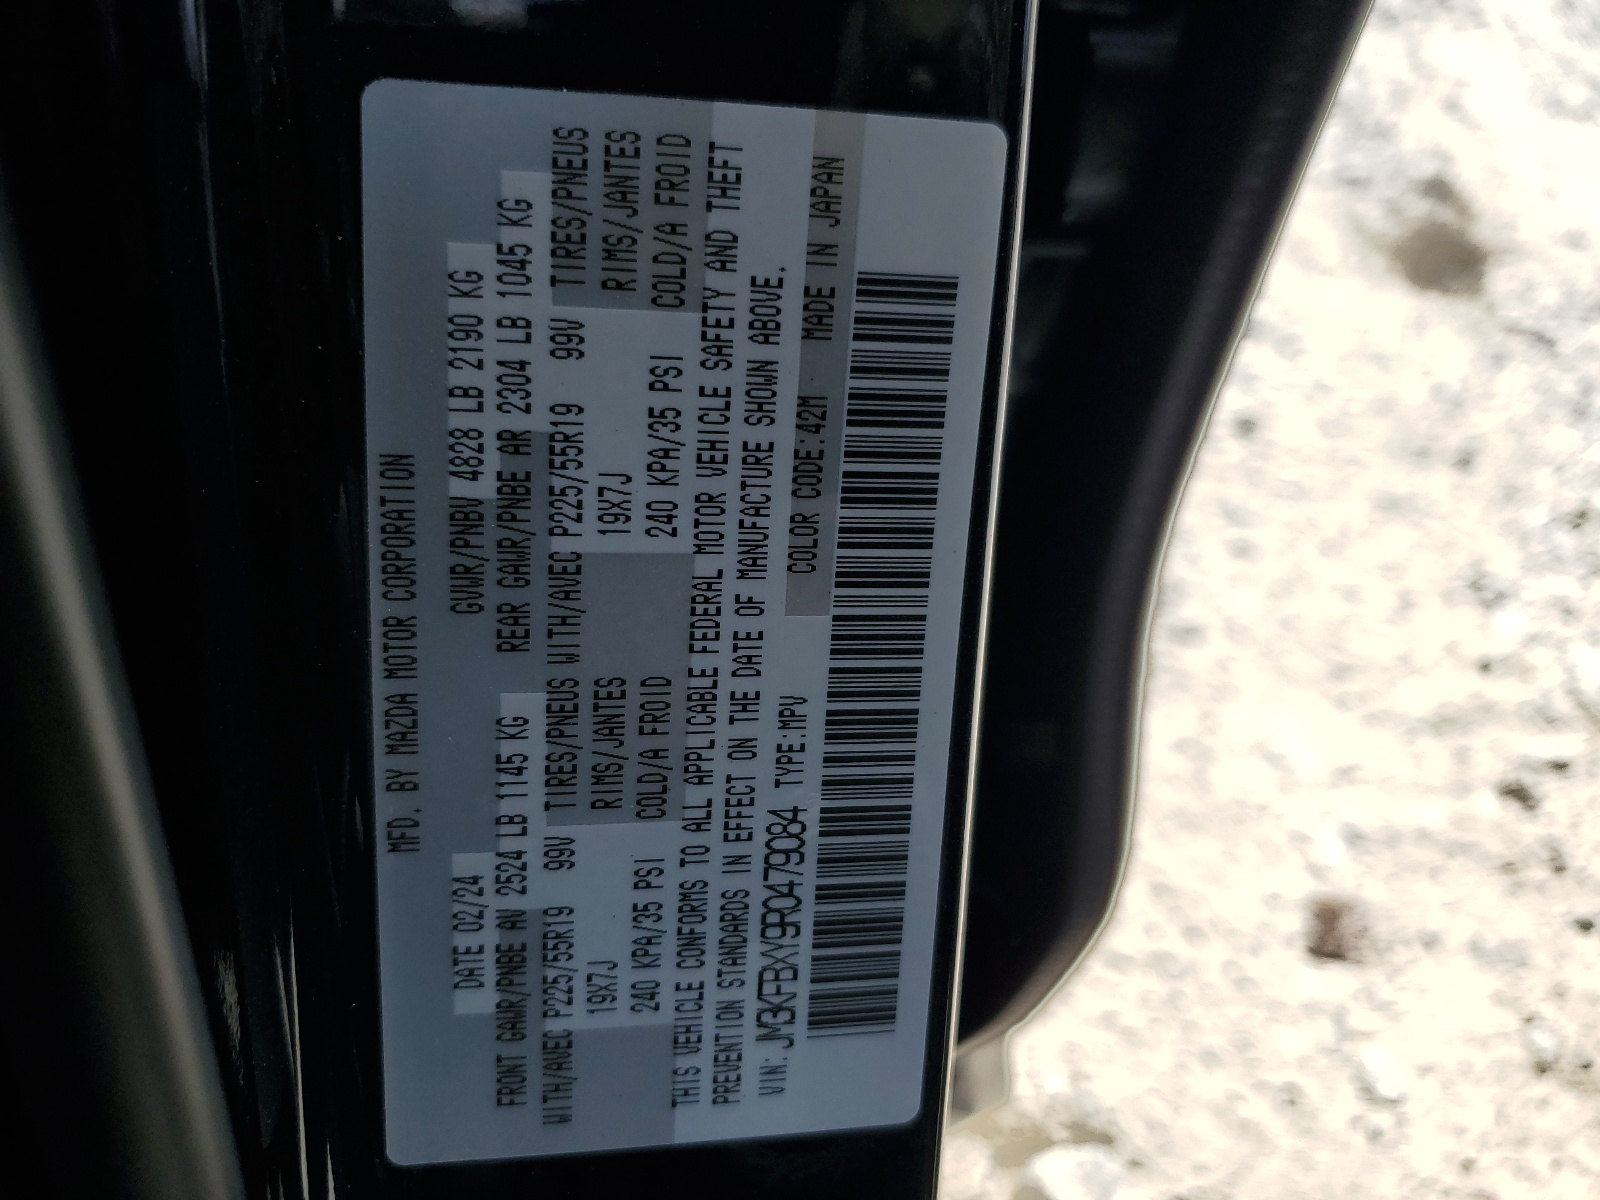 MFD. BY MAZDA MOTOR CORPORATION
DATE 02/24 GVWR/PNBV 4828 LB 2190 KG
FRONT GAWR/PNBE AV 2524 LB 1145 KG REAR GAWR/PNBE AR 2304 LB 1045 KG
WITH/AVEC P225/55R19 99V TIRES/PNEUS WITH/AVEC P225/55R19 99V TIRES/PNEUS
19X7J RIMS/JANTES 19X7J RIMS/JANTES
240 KPA/35 PSI COLD/A FROID 240 KPA/35 PSI COLD/A FROID
THIS VEHICLE CONFORMS TO ALL APPLICABLE FEDERAL MOTOR VEHICLE SAFETY AND THEFT
PREVENTION STANDARDS IN EFFECT ON THE DATE OF MANUFACTURE SHOWN ABOVE.
VIN: JM3KFBXY9R0479084 TYPE:MPV COLOR CODE:42M MADE IN JAPAN